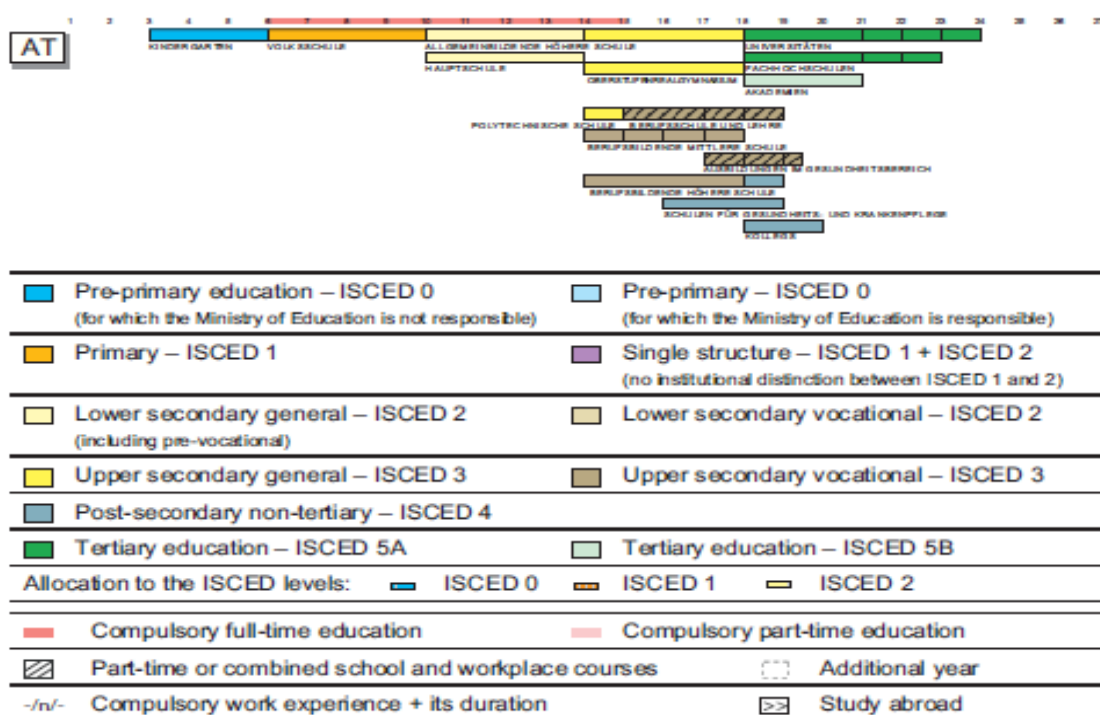 1 2 3 4 5 6 7 8 9 10 11 12 13 14 15 16 17 18 19 20 21 22 23 24 25 26 27
AT
KINDERGARTEN VOLKSSCHULE ALLGEMEINBILDENDE HÖHERE SCHULE UNIVERSITÄTEN
HAUPTSCHULE FACHHOCHSCHULEN
OBERSTUFENREALGYMNASIUM
AKADEMIEN
POLYTECHNISCHE SCHULE BERUFSSCHULE UND LEHRE
BERUFSBILDENDE MITTLERE SCHULE
AUSBILDUNGEN IM GESUNDHEITSBEREICH
BERUFSBILDENDE HÖHERE SCHULE
SCHULEN FÜR GESUNDHEITS- UND KRANKENPFLEGE
KOLLEGS
Pre-primary education – ISCED 0 Pre-primary – ISCED 0
(for which the Ministry of Education is not responsible) (for which the Ministry of Education is responsible)
Primary – ISCED 1 Single structure – ISCED 1 + ISCED 2
(no institutional distinction between ISCED 1 and 2)
Lower secondary general – ISCED 2 Lower secondary vocational – ISCED 2
(including pre-vocational)
Upper secondary general – ISCED 3 Upper secondary vocational – ISCED 3
Post-secondary non-tertiary – ISCED 4
Tertiary education – ISCED 5A Tertiary education – ISCED 5B
Allocation to the ISCED levels: ISCED 0 ISCED 1 ISCED 2
Compulsory full-time education Compulsory part-time education
Part-time or combined school and workplace courses Additional year
-/n/- Compulsory work experience + its duration >> Study abroad